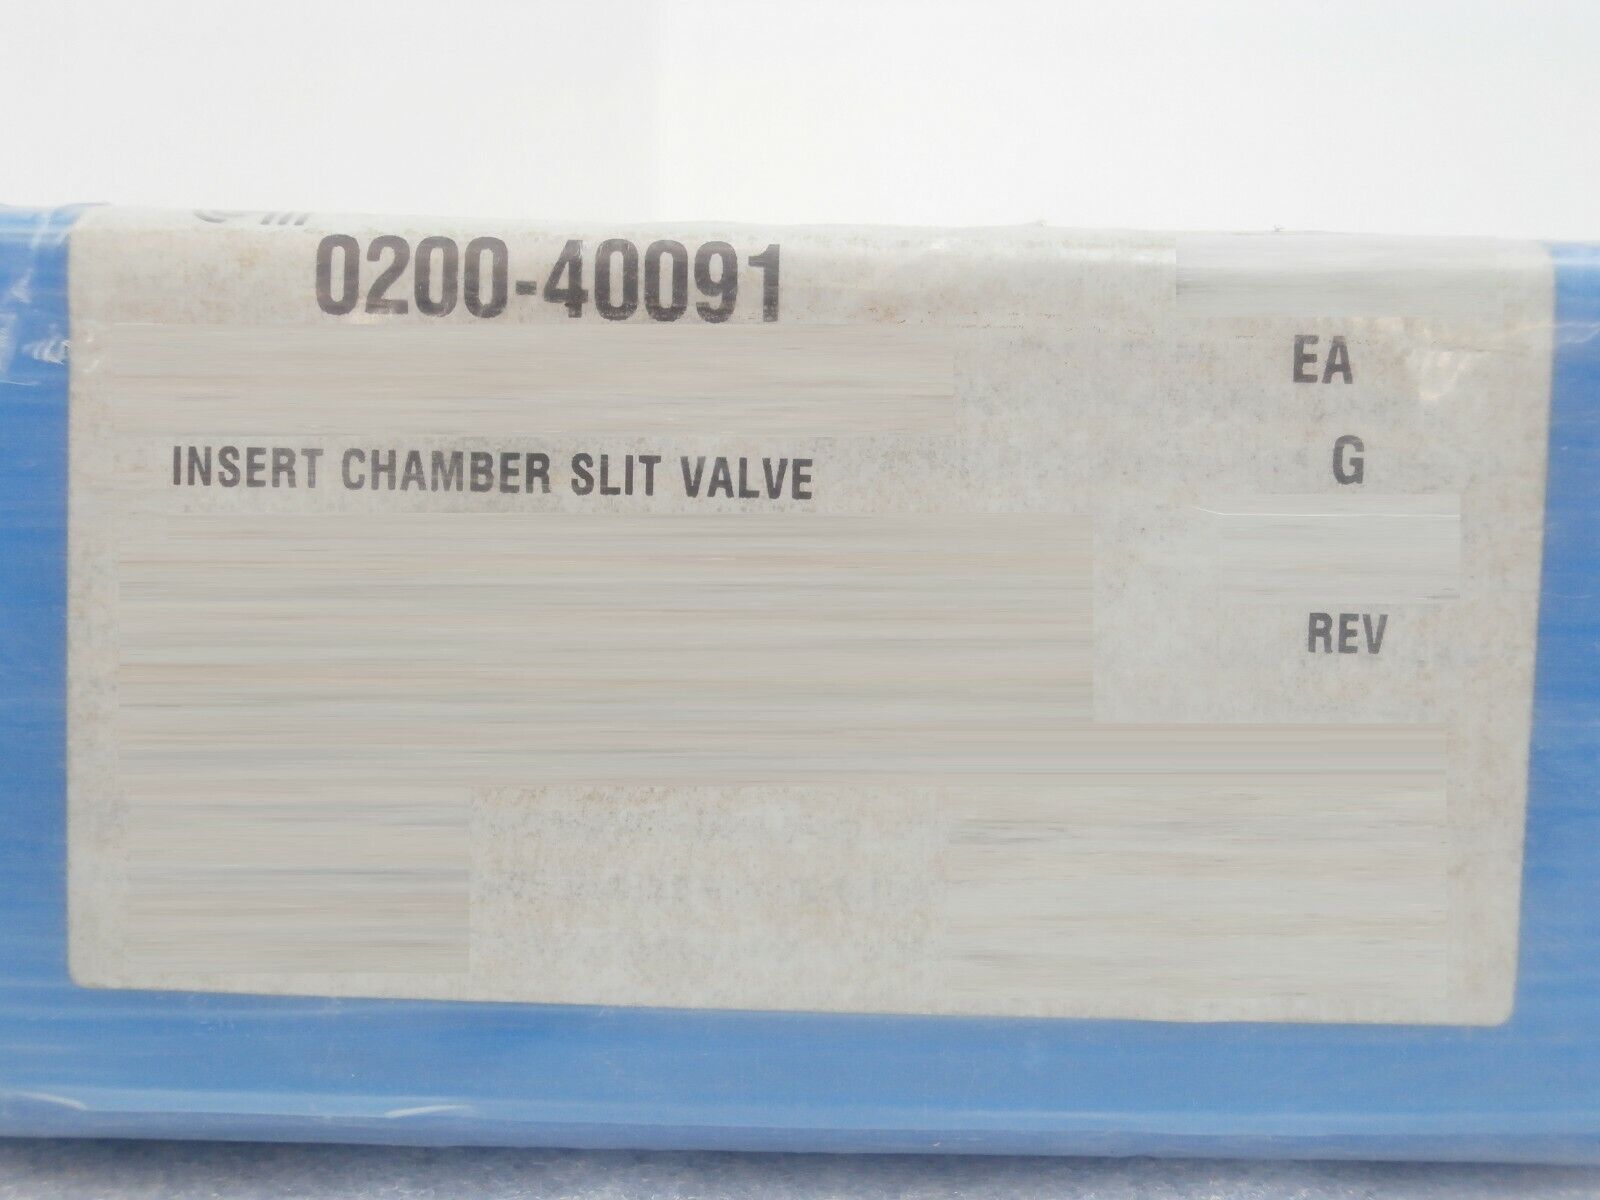 0200-40091
EA
INSERT CHAMBER SLIT VALVE
G
REV